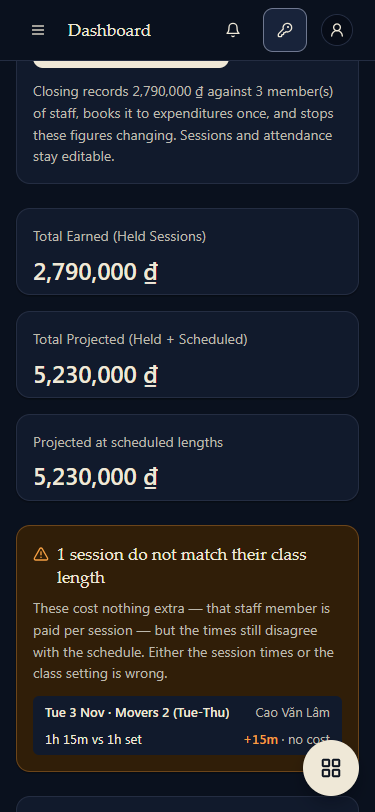 Dashboard
Closing records 2,790,000 ₫ against 3 member(s)
of staff, books it to expenditures once, and stops
these figures changing. Sessions and attendance
stay editable.
Total Earned (Held Sessions)
2,790,000 ₫
Total Projected (Held + Scheduled)
5,230,000 ₫
Projected at scheduled lengths
5,230,000 ₫
1 session do not match their class
length
These cost nothing extra — that staff member is
paid per session — but the times still disagree
with the schedule. Either the session times or the
class setting is wrong.
Tue 3 Nov · Movers 2 (Tue-Thu) Cao Văn Lâm
1h 15m vs 1h set +15m · no cost